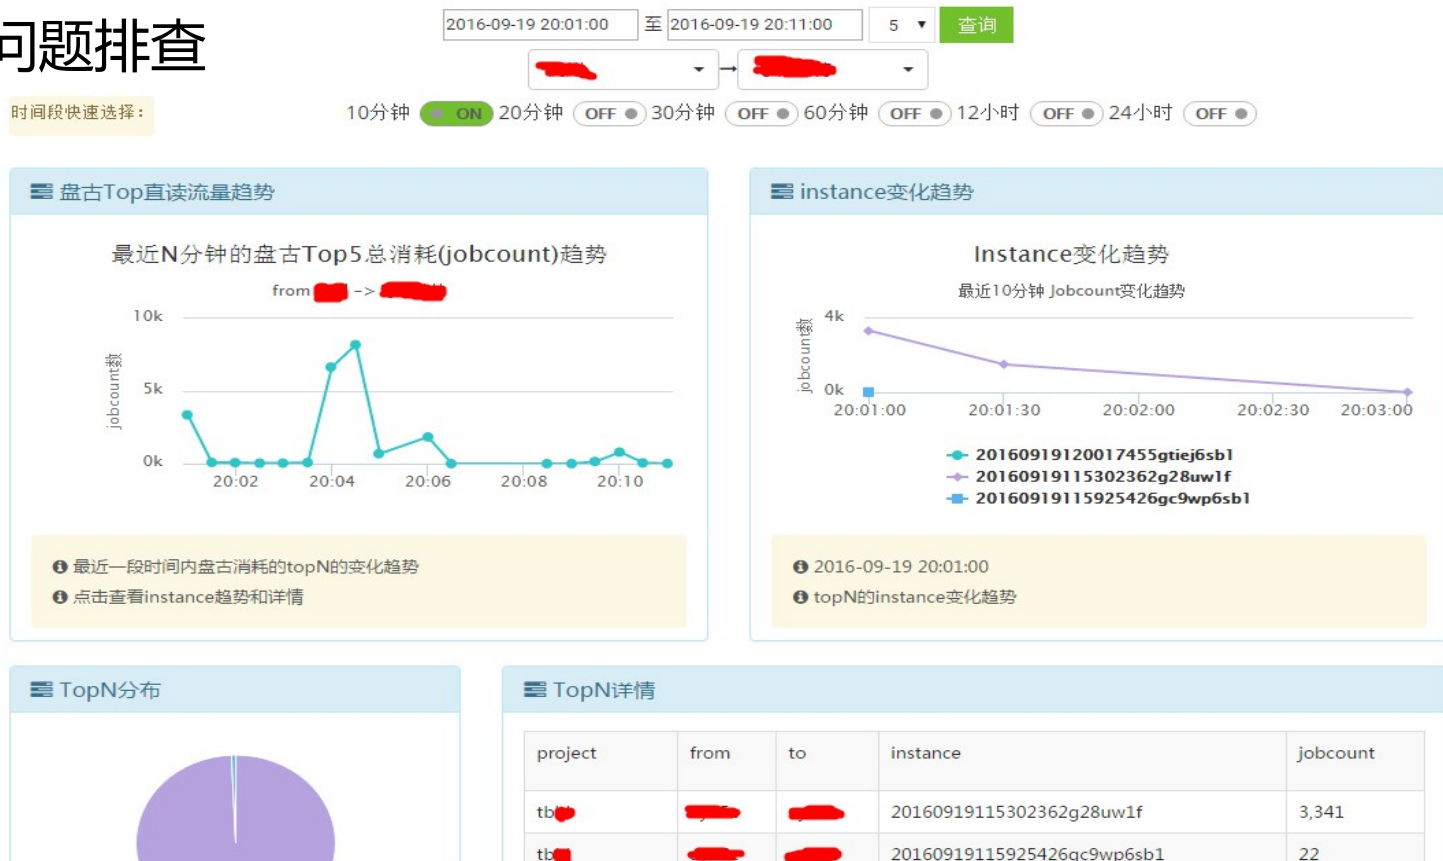 问题排查
2016-09-19 20:01:00 至 2016-09-19 20:11:00 5 查询
时间段快速选择： 10分钟 ON 20分钟 OFF 30分钟 OFF 60分钟 OFF 12小时 OFF 24小时 OFF
盘古Top直读流量趋势
最近N分钟的盘古Top5总消耗(jobcount)趋势
from ->
10k
5k
0k
jobcount数
20:02 20:04 20:06 20:08 20:10
最近一段时间内盘古消耗的topN的变化趋势
点击查看instance趋势和详情
instance变化趋势
Instance变化趋势
最近10分钟 Jobcount变化趋势
4k
0k
jobcount数
20:01:00 20:01:30 20:02:00 20:02:30 20:03:00
20160919120017455gtiej6sb1
20160919115302362g28uw1f
20160919115925426gc9wp6sb1
2016-09-19 20:01:00
topN的instance变化趋势
TopN分布
TopN详情
project from to instance jobcount
tb 20160919115302362g28uw1f 3,341
tb 20160919115925426gc9wp6sb1 22